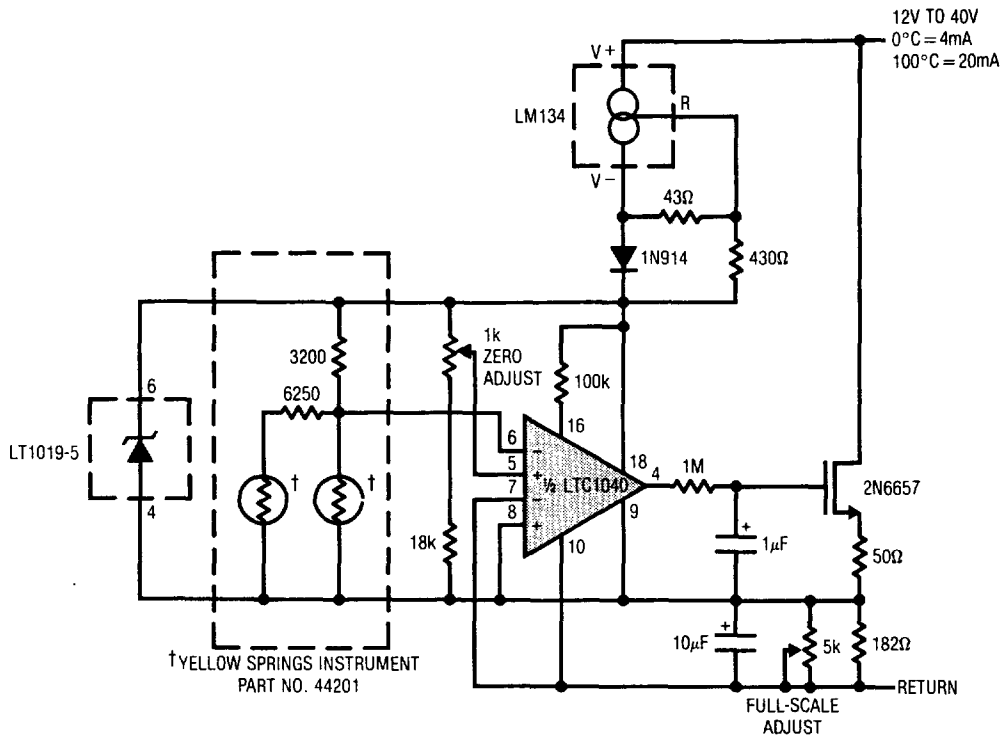 12V TO 40V
0°C = 4mA
100°C = 20mA
V+
LM134
R
V−
43Ω
1N914
430Ω
3200
1k
ZERO
ADJUST
6250
100k
6
LT1019-5
4
†
†
16
6
−
5
+
7
−
8
+
½ LTC1040
18
4
9
10
1M
2N6657
18k
+
1μF
50Ω
+
10μF
5k
182Ω
†YELLOW SPRINGS INSTRUMENT
PART NO. 44201
RETURN
FULL-SCALE
ADJUST